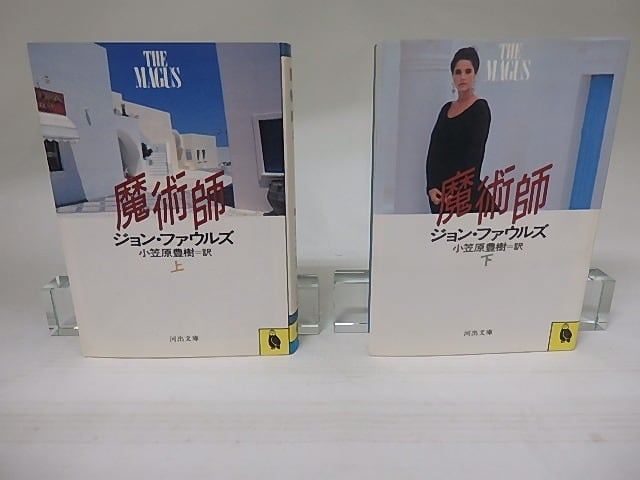 THE
MAGUS
魔術師
ジョン・ファウルズ
小笠原豊樹=訳
上
河出文庫
THE
MAGUS
魔術師
ジョン・ファウルズ
小笠原豊樹=訳
下
河出文庫